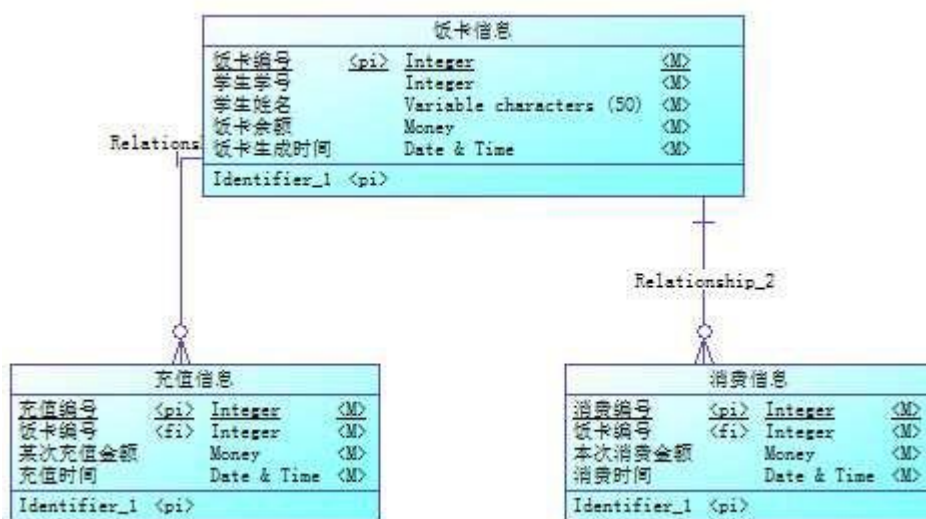 饭卡信息
饭卡编号 <pi> Integer <M>
学生学号 Integer <M>
学生姓名 Variable characters (50) <M>
饭卡余额 Money <M>
饭卡生成时间 Date & Time <M>
Identifier_1 <pi>
Relations
Relationship_2
充值信息
充值编号 <pi> Integer <M>
饭卡编号 <fi> Integer <M>
某次充值金额 Money <M>
充值时间 Date & Time <M>
Identifier_1 <pi>
消费信息
消费编号 <pi> Integer <M>
饭卡编号 <fi> Integer <M>
本次消费金额 Money <M>
消费时间 Date & Time <M>
Identifier_1 <pi>